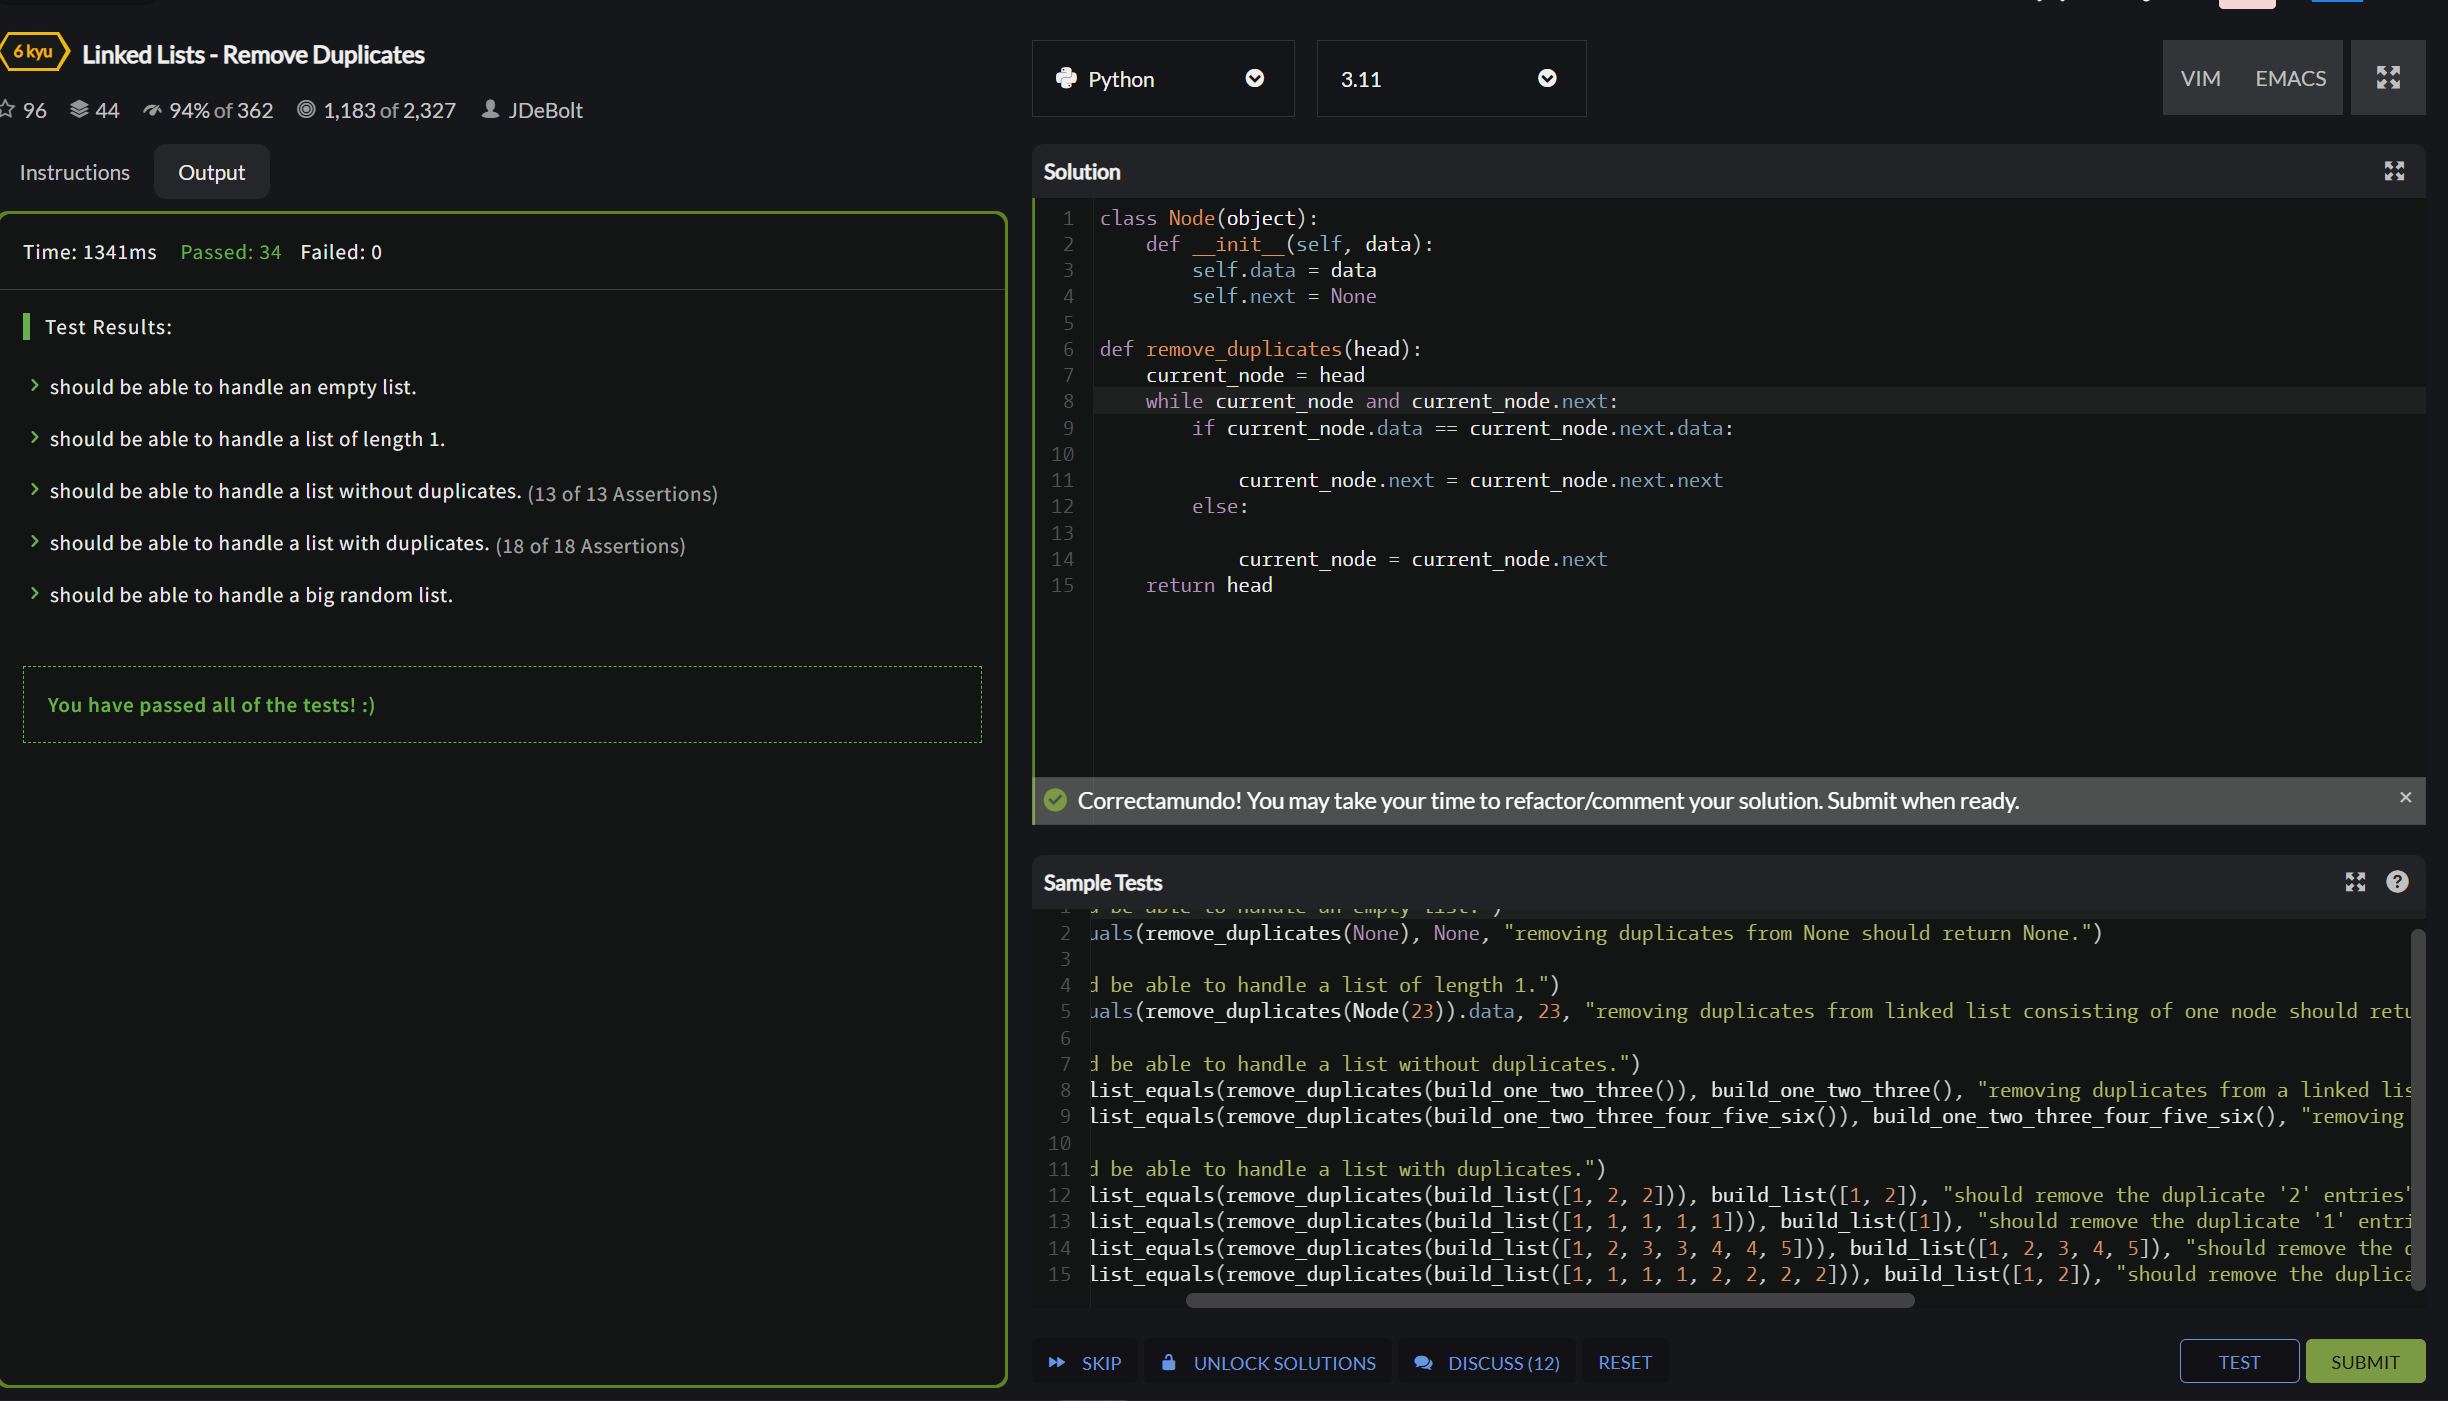 6 kyu
Linked Lists - Remove Duplicates
96 44 94% of 362 1,183 of 2,327 JDeBolt
Instructions Output
Time: 1341ms Passed: 34 Failed: 0
Test Results:
should be able to handle an empty list.
should be able to handle a list of length 1.
should be able to handle a list without duplicates. (13 of 13 Assertions)
should be able to handle a list with duplicates. (18 of 18 Assertions)
should be able to handle a big random list.
You have passed all of the tests! :)
Python 3.11 VIM EMACS
Solution
1 class Node(object):
2     def __init__(self, data):
3         self.data = data
4         self.next = None
5
6 def remove_duplicates(head):
7     current_node = head
8     while current_node and current_node.next:
9         if current_node.data == current_node.next.data:
10
11             current_node.next = current_node.next.next
12         else:
13
14             current_node = current_node.next
15     return head
Correctamundo! You may take your time to refactor/comment your solution. Submit when ready.
Sample Tests
1 d be able to handle an empty list.")
2 uals(remove_duplicates(None), None, "removing duplicates from None should return None.")
3
4 d be able to handle a list of length 1.")
5 uals(remove_duplicates(Node(23)).data, 23, "removing duplicates from linked list consisting of one node should retu
6
7 d be able to handle a list without duplicates.")
8 list_equals(remove_duplicates(build_one_two_three()), build_one_two_three(), "removing duplicates from a linked lis
9 list_equals(remove_duplicates(build_one_two_three_four_five_six()), build_one_two_three_four_five_six(), "removing
10
11 d be able to handle a list with duplicates.")
12 list_equals(remove_duplicates(build_list([1, 2, 2])), build_list([1, 2]), "should remove the duplicate '2' entries"
13 list_equals(remove_duplicates(build_list([1, 1, 1, 1, 1])), build_list([1]), "should remove the duplicate '1' entri
14 list_equals(remove_duplicates(build_list([1, 2, 3, 3, 4, 4, 5])), build_list([1, 2, 3, 4, 5]), "should remove the d
15 list_equals(remove_duplicates(build_list([1, 1, 1, 1, 2, 2, 2, 2])), build_list([1, 2]), "should remove the duplica
SKIP UNLOCK SOLUTIONS DISCUSS (12) RESET TEST SUBMIT